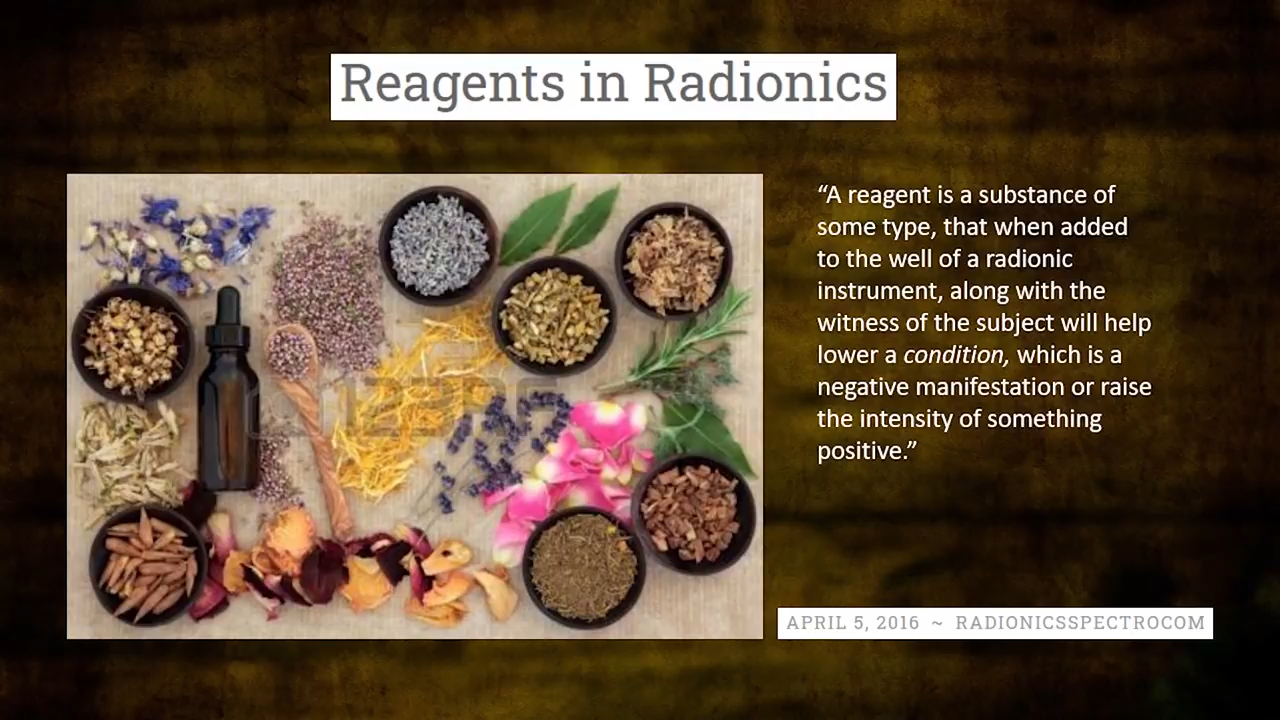 Reagents in Radionics
“A reagent is a substance of
some type, that when added
to the well of a radionic
instrument, along with the
witness of the subject will help
lower a condition, which is a
negative manifestation or raise
the intensity of something
positive.”
APRIL 5, 2016 ~ RADIONICSSPECTROCOM